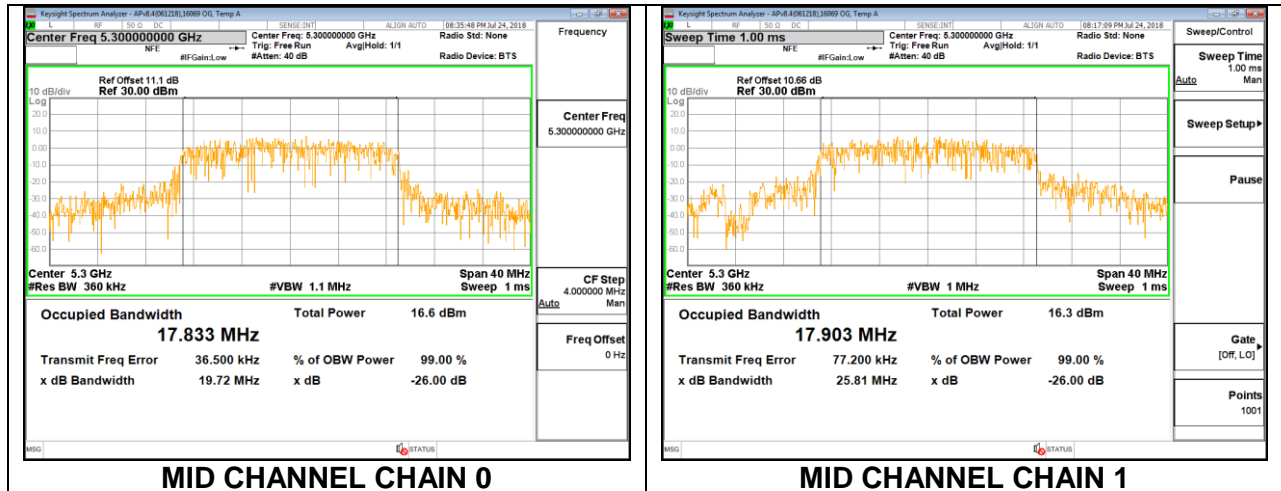 Keysight Spectrum Analyzer - APv8.4(061218),16069 OG, Temp A
L RF 50 Ω DC SENSE:INT ALIGN AUTO 08:35:48 PM Jul 24, 2018
Center Freq 5.300000000 GHz
NFE
#IFGain:Low
Center Freq: 5.300000000 GHz
Trig: Free Run Avg|Hold: 1/1
#Atten: 40 dB
Radio Std: None
Radio Device: BTS
Frequency
Ref Offset 11.1 dB
10 dB/div Ref 30.00 dBm
Log
20.0
10.0
0.00
-10.0
-20.0
-30.0
-40.0
-50.0
-60.0
Center Freq
5.300000000 GHz
Center 5.3 GHz Span 40 MHz
#Res BW 360 kHz #VBW 1.1 MHz Sweep 1 ms
CF Step
4.000000 MHz
Auto Man
Occupied Bandwidth Total Power 16.6 dBm
17.833 MHz
Transmit Freq Error 36.500 kHz % of OBW Power 99.00 %
x dB Bandwidth 19.72 MHz x dB -26.00 dB
Freq Offset
0 Hz
MSG STATUS
MID CHANNEL CHAIN 0
Keysight Spectrum Analyzer - APv8.4(061218),16069 OG, Temp A
L RF 50 Ω DC SENSE:INT ALIGN AUTO 08:17:09 PM Jul 24, 2018
Sweep Time 1.00 ms
NFE
#IFGain:Low
Center Freq: 5.300000000 GHz
Trig: Free Run Avg|Hold: 1/1
#Atten: 40 dB
Radio Std: None
Radio Device: BTS
Sweep/Control
Ref Offset 10.66 dB
10 dB/div Ref 30.00 dBm
Log
20.0
10.0
0.00
-10.0
-20.0
-30.0
-40.0
-50.0
-60.0
Sweep Time
1.00 ms
Auto Man
Sweep Setup
Pause
Center 5.3 GHz Span 40 MHz
#Res BW 360 kHz #VBW 1 MHz Sweep 1 ms
Occupied Bandwidth Total Power 16.3 dBm
17.903 MHz
Transmit Freq Error 77.200 kHz % of OBW Power 99.00 %
x dB Bandwidth 25.81 MHz x dB -26.00 dB
Gate
[Off, LO]
Points
1001
MSG STATUS
MID CHANNEL CHAIN 1